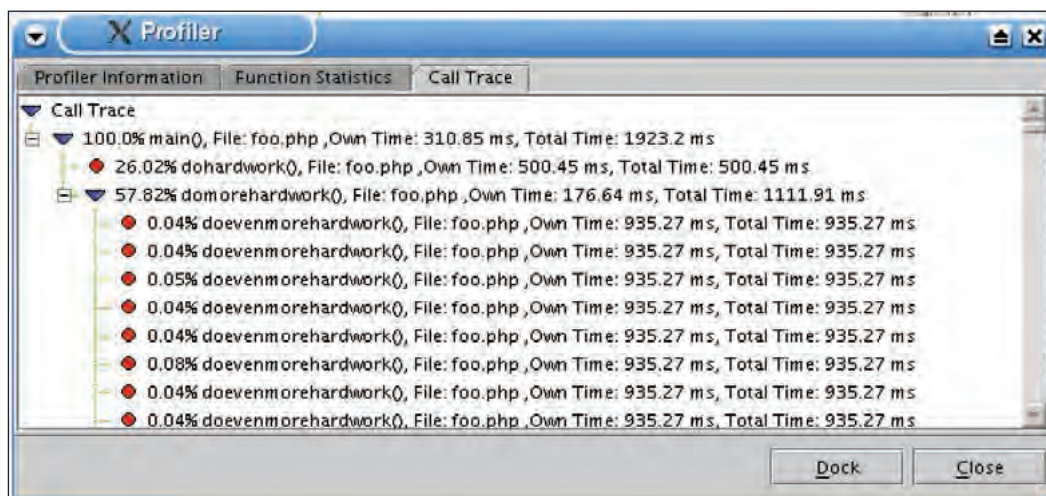 X Profiler
Profiler Information Function Statistics Call Trace
Call Trace
100.0% main(), File: foo.php ,Own Time: 310.85 ms, Total Time: 1923.2 ms
26.02% dohardwork(), File: foo.php ,Own Time: 500.45 ms, Total Time: 500.45 ms
57.82% domorehardwork(), File: foo.php ,Own Time: 176.64 ms, Total Time: 1111.91 ms
0.04% doevenmorehardwork(), File: foo.php ,Own Time: 935.27 ms, Total Time: 935.27 ms
0.04% doevenmorehardwork(), File: foo.php ,Own Time: 935.27 ms, Total Time: 935.27 ms
0.05% doevenmorehardwork(), File: foo.php ,Own Time: 935.27 ms, Total Time: 935.27 ms
0.04% doevenmorehardwork(), File: foo.php ,Own Time: 935.27 ms, Total Time: 935.27 ms
0.04% doevenmorehardwork(), File: foo.php ,Own Time: 935.27 ms, Total Time: 935.27 ms
0.08% doevenmorehardwork(), File: foo.php ,Own Time: 935.27 ms, Total Time: 935.27 ms
0.04% doevenmorehardwork(), File: foo.php ,Own Time: 935.27 ms, Total Time: 935.27 ms
0.04% doevenmorehardwork(), File: foo.php ,Own Time: 935.27 ms, Total Time: 935.27 ms
Dock Close